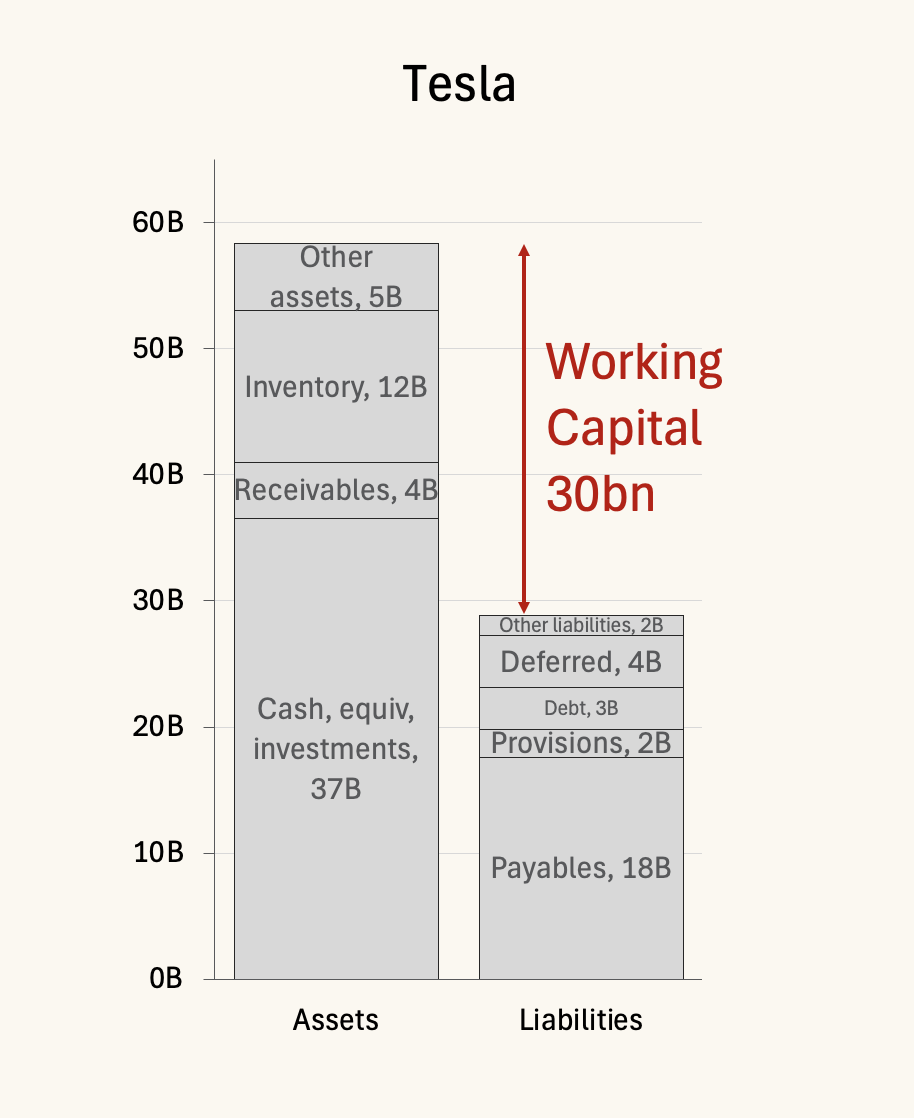 Tesla
60B
50B
40B
30B
20B
10B
0B
Other
assets, 5B
Inventory, 12B
Receivables, 4B
Cash, equiv,
investments,
37B
Working
Capital
30bn
Other liabilities, 2B
Deferred, 4B
Debt, 3B
Provisions, 2B
Payables, 18B
Assets
Liabilities